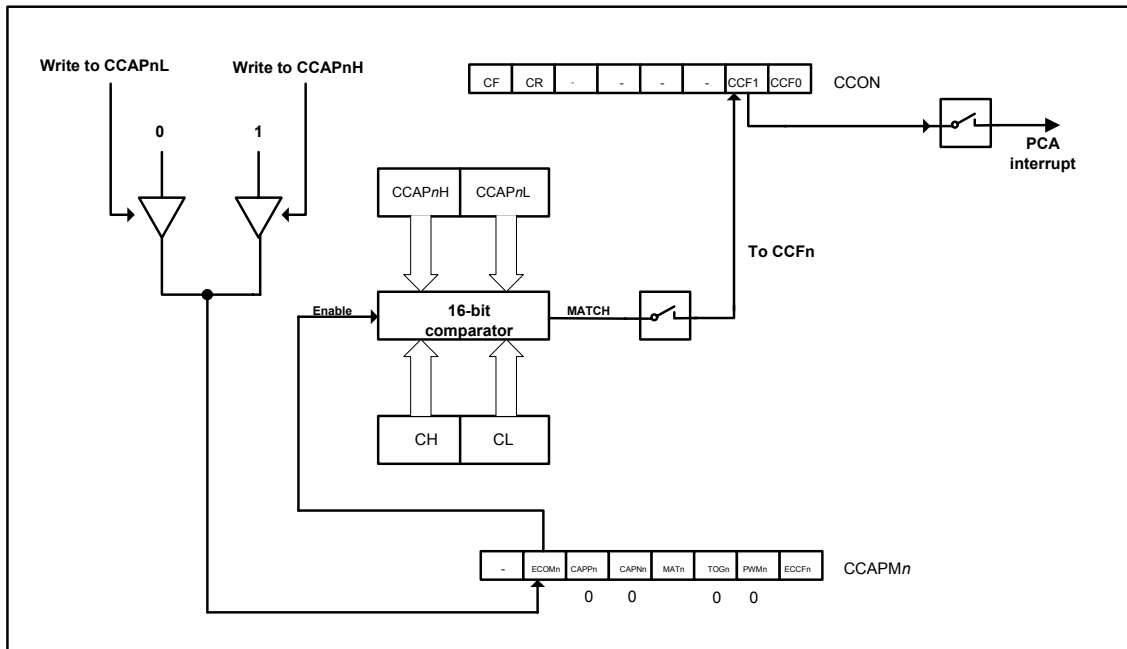 Write to CCAPnL
Write to CCAPnH
CF CR - - - - CCF1 CCF0 CCON
0 1
PCA
interrupt
CCAPnH CCAPnL
To CCFn
Enable
16-bit
comparator
MATCH
CH CL
- ECOMn CAPPn CAPNn MATn TOGn PWMn ECCFn CCAPMn
0 0 0 0